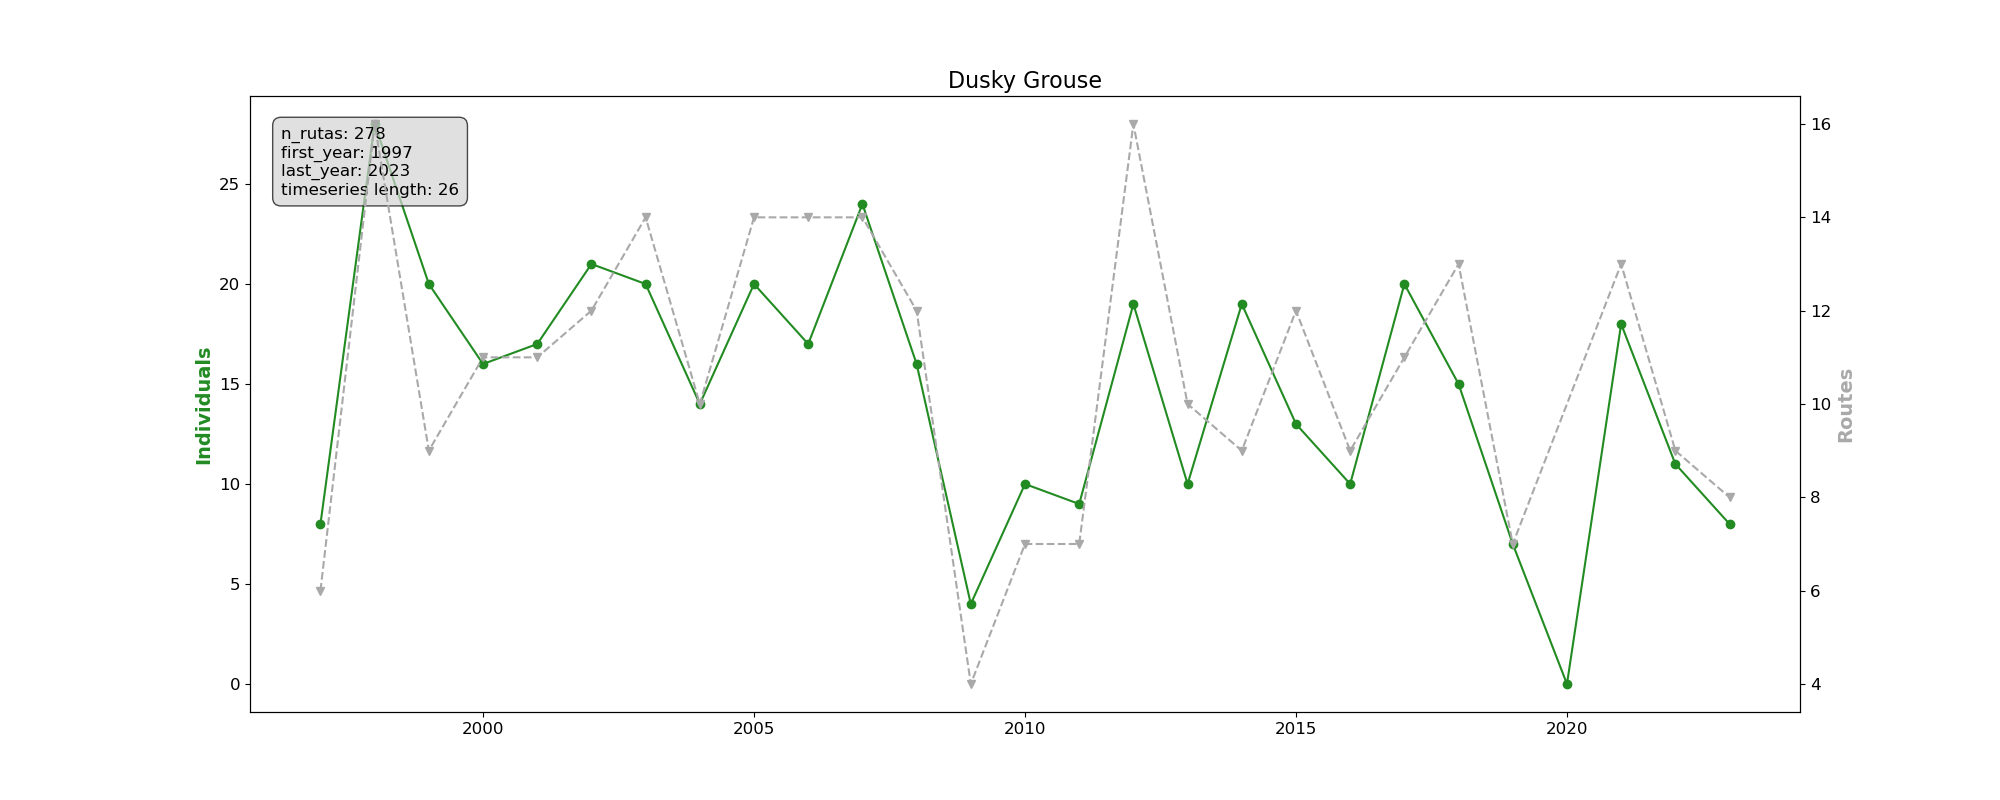 Dusky Grouse
n_rutas: 278
first_year: 1997
last_year: 2023
timeseries length: 26
25
20
15
10
5
0
Individuals
16
14
12
10
8
6
4
Routes
2000 2005 2010 2015 2020